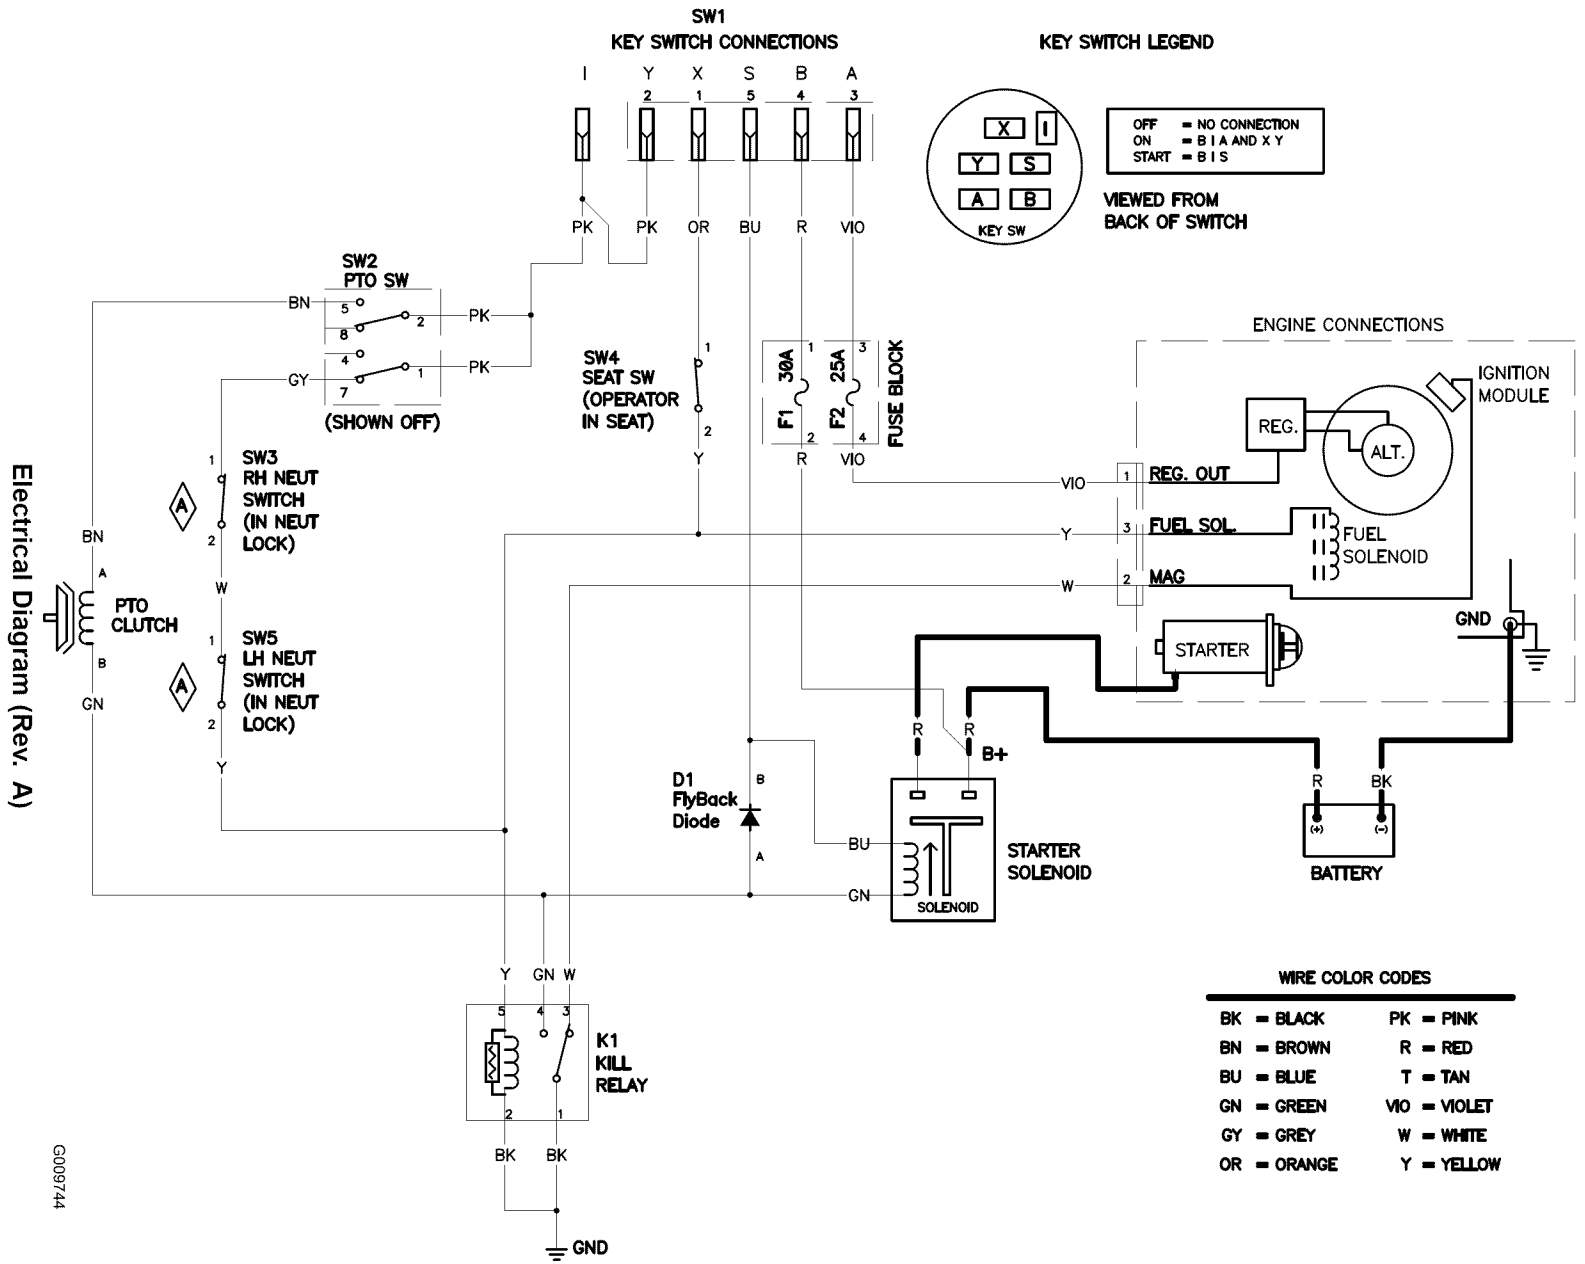 SW1
KEY SWITCH CONNECTIONS
I Y X S B A
2 1 5 4 3
PK PK OR BU R VIO
KEY SWITCH LEGEND
X I
Y S
A B
KEY SW
OFF = NO CONNECTION
ON = B I A AND X Y
START = B I S
VIEWED FROM
BACK OF SWITCH
SW2
PTO SW
BN 5 2 PK
8
4 1 PK
GY 7
(SHOWN OFF)
SW4
SEAT SW
(OPERATOR
IN SEAT)
1
2
Y
1 3
F1 30A
F2 25A
2 4
R VIO
FUSE BLOCK
ENGINE CONNECTIONS
IGNITION
MODULE
REG.
ALT.
VIO 1 REG. OUT
Y 3 FUEL SOL.
FUEL
SOLENOID
W 2 MAG
GND
STARTER
1
SW3
RH NEUT
SWITCH
(IN NEUT
LOCK)
A
2
W
BN
A
PTO
CLUTCH
B
GN
1
SW5
LH NEUT
SWITCH
(IN NEUT
LOCK)
A
2
Y
D1
FlyBack
Diode
B
A
R R
B+
BU
GN
SOLENOID
STARTER
SOLENOID
R BK
(+) (-)
BATTERY
Y GN W
5 4 3
K1
KILL
RELAY
2 1
BK BK
GND
WIRE COLOR CODES
BK = BLACK PK = PINK
BN = BROWN R = RED
BU = BLUE T = TAN
GN = GREEN VIO = VIOLET
GY = GREY W = WHITE
OR = ORANGE Y = YELLOW
Electrical Diagram (Rev. A)
G009744